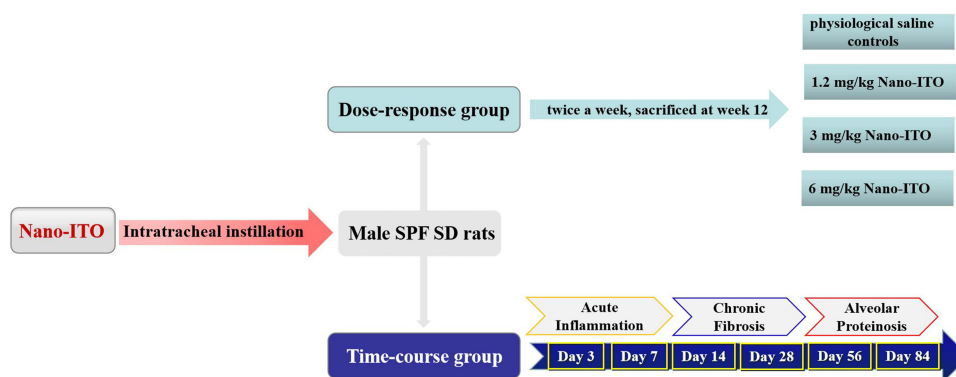 Nano-ITO
Intratracheal instillation
Male SPF SD rats
Dose-response group
twice a week, sacrificed at week 12
physiological saline
controls
1.2 mg/kg Nano-ITO
3 mg/kg Nano-ITO
6 mg/kg Nano-ITO
Time-course group
Acute
Inflammation
Chronic
Fibrosis
Alveolar
Proteinosis
Day 3
Day 7
Day 14
Day 28
Day 56
Day 84